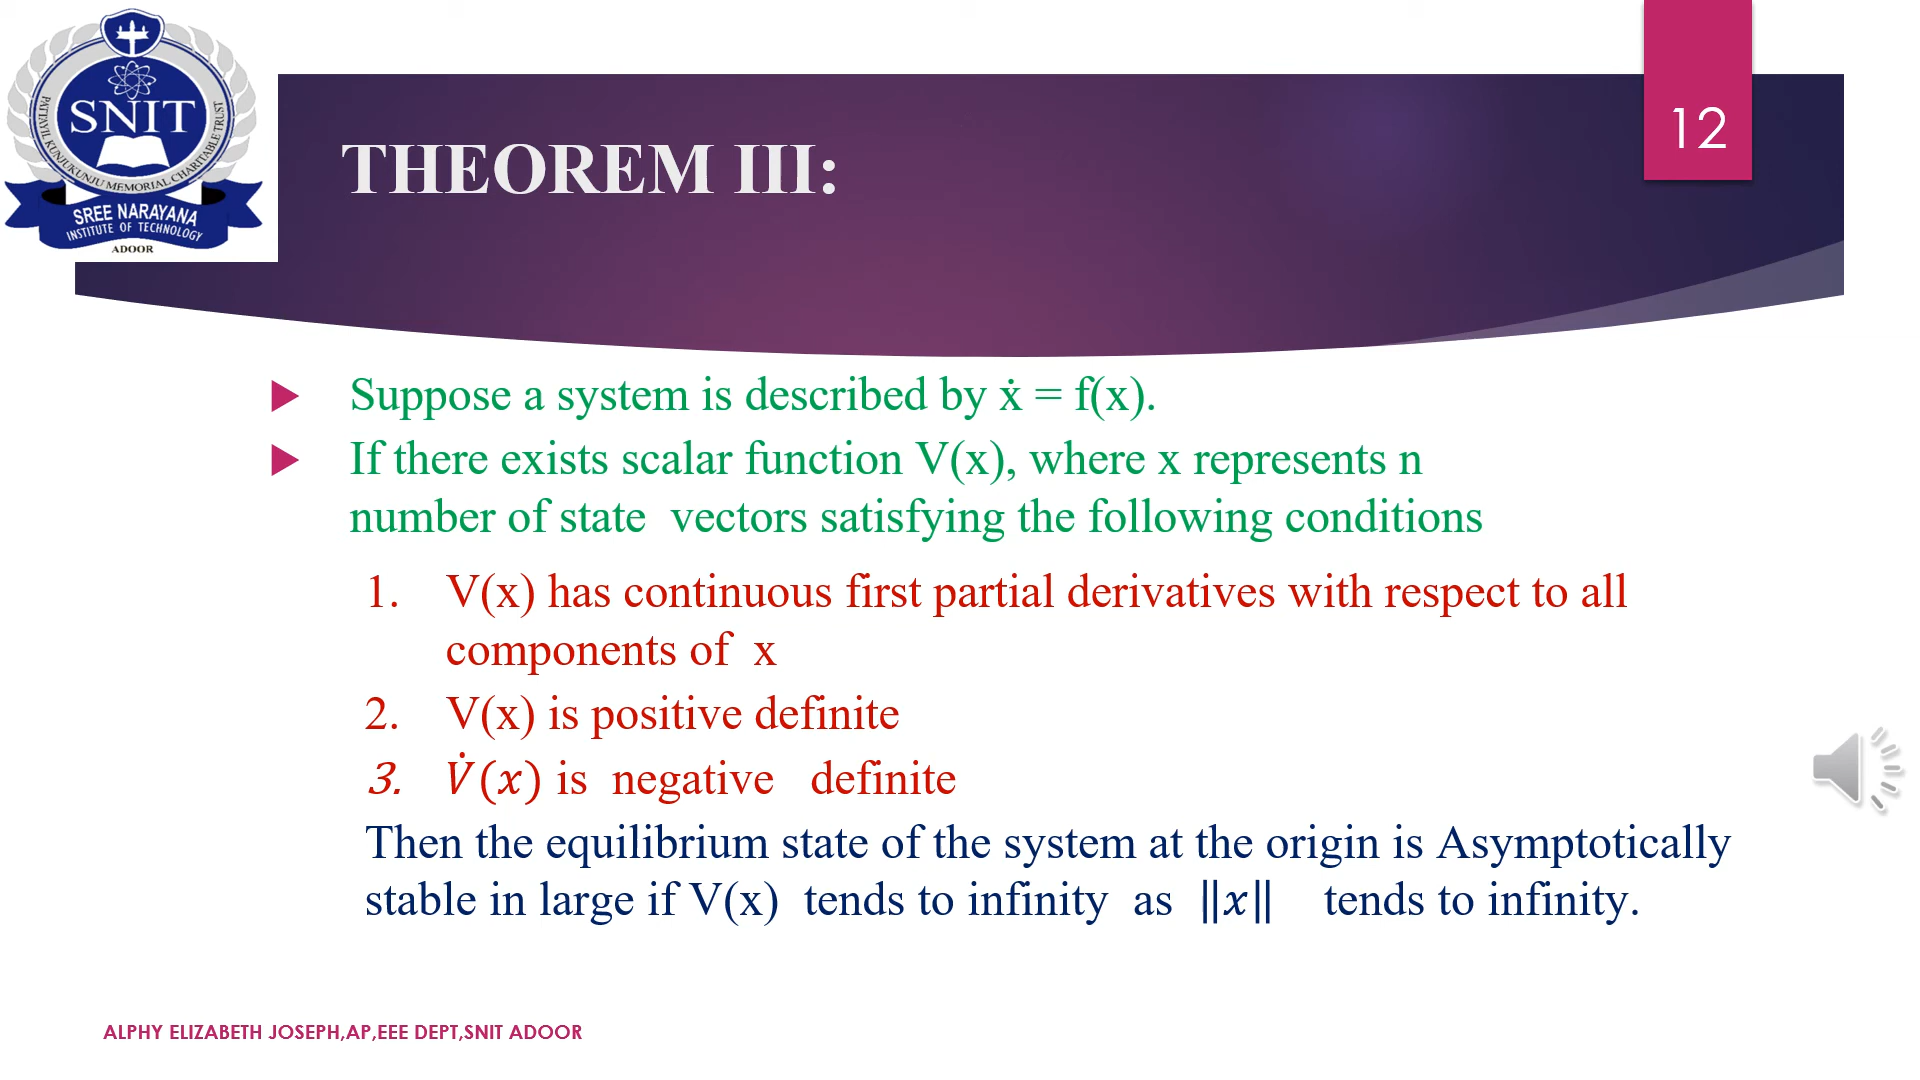 SNIT
PATTAYIL KUNJUKUNJU MEMORIAL CHARITABLE TRUST
SREE NARAYANA
INSTITUTE OF TECHNOLOGY
ADOOR
12
THEOREM III:
Suppose a system is described by ẋ = f(x).
If there exists scalar function V(x), where x represents n
number of state vectors satisfying the following conditions
1. V(x) has continuous first partial derivatives with respect to all
components of x
2. V(x) is positive definite
3. V̇(x) is negative definite
Then the equilibrium state of the system at the origin is Asymptotically
stable in large if V(x) tends to infinity as ‖x‖ tends to infinity.
ALPHY ELIZABETH JOSEPH,AP,EEE DEPT,SNIT ADOOR